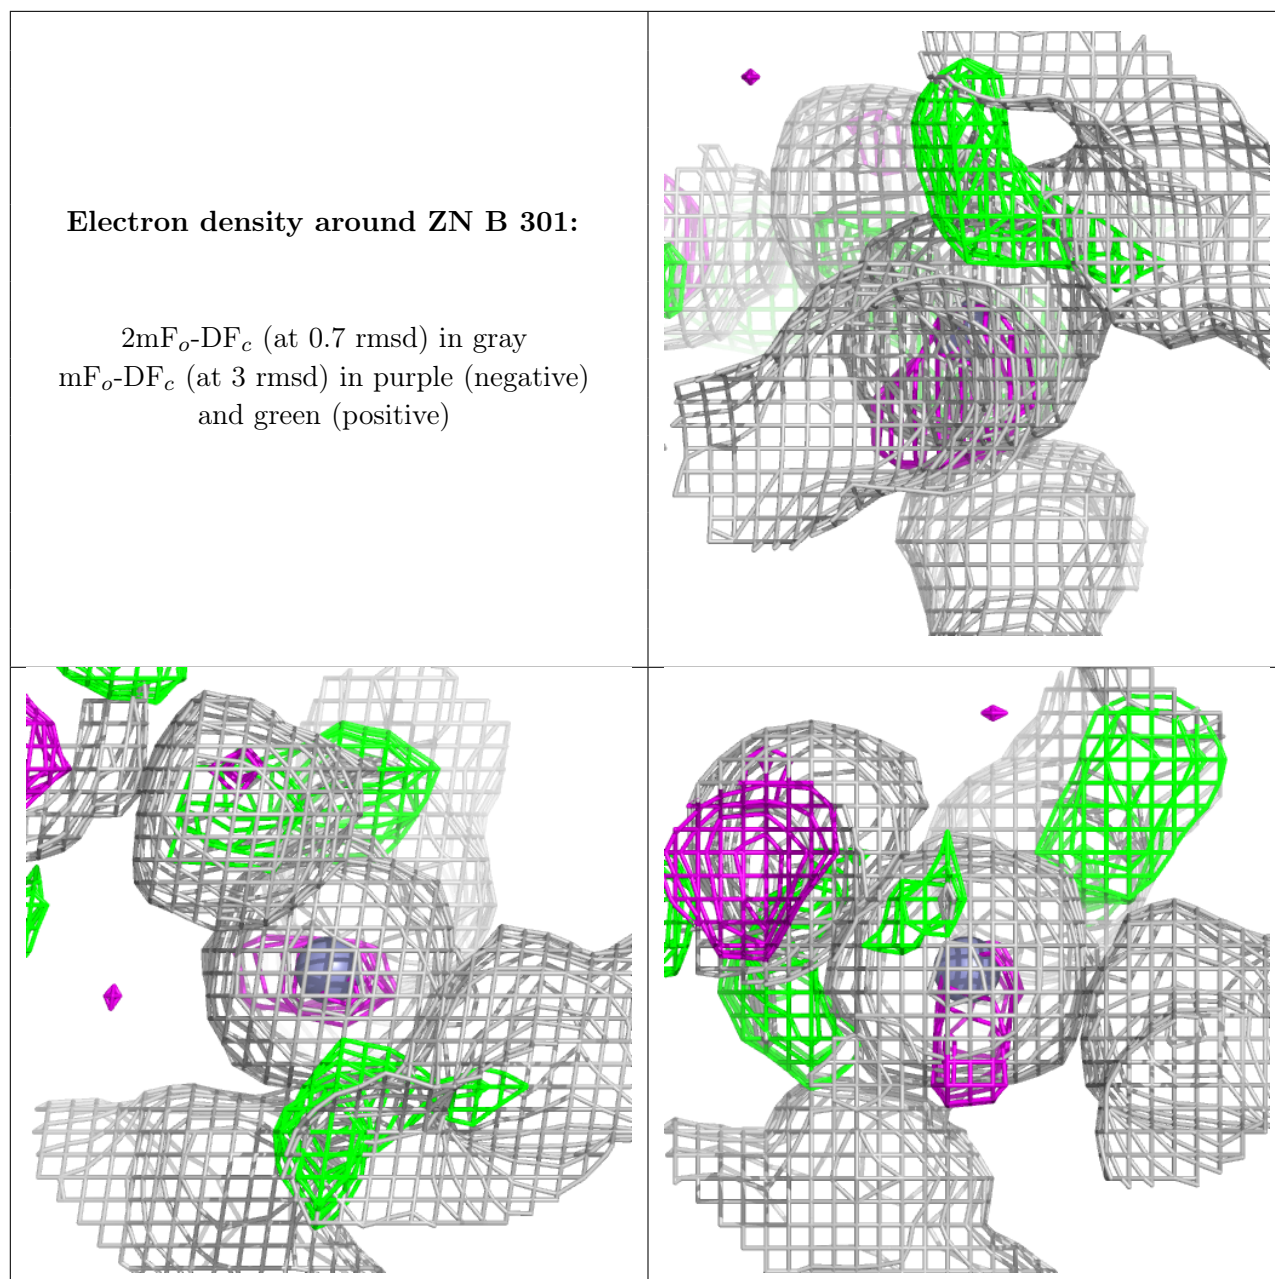 Electron density around ZN B 301:
2mFo-DFc (at 0.7 rmsd) in gray
mFo-DFc (at 3 rmsd) in purple (negative)
and green (positive)